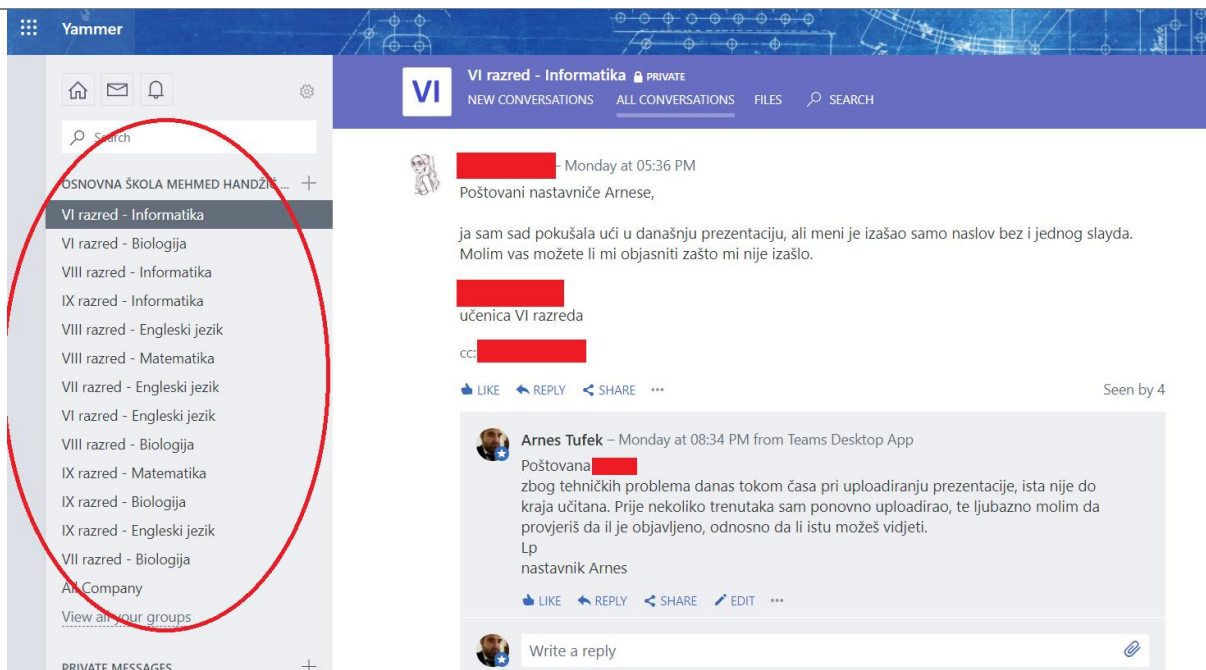 Yammer
Search
OSNOVNA ŠKOLA MEHMED HANDŽIĆ ...
VI razred - Informatika
VI razred - Biologija
VIII razred - Informatika
IX razred - Informatika
VIII razred - Engleski jezik
VIII razred - Matematika
VII razred - Engleski jezik
VI razred - Engleski jezik
VIII razred - Biologija
IX razred - Matematika
IX razred - Biologija
IX razred - Engleski jezik
VII razred - Biologija
All Company
View all your groups
PRIVATE MESSAGES
VI
VI razred - Informatika PRIVATE
NEW CONVERSATIONS ALL CONVERSATIONS FILES SEARCH
– Monday at 05:36 PM
Poštovani nastavniče Arnese,
ja sam sad pokušala ući u današnju prezentaciju, ali meni je izašao samo naslov bez i jednog slayda.
Molim vas možete li mi objasniti zašto mi nije izašlo.
učenica VI razreda
cc:
LIKE REPLY SHARE ... Seen by 4
Arnes Tufek – Monday at 08:34 PM from Teams Desktop App
Poštovana
zbog tehničkih problema danas tokom časa pri uploadiranju prezentacije, ista nije do
kraja učitana. Prije nekoliko trenutaka sam ponovno uploadirao, te ljubazno molim da
provjeriš da il je objavljeno, odnosno da li istu možeš vidjeti.
Lp
nastavnik Arnes
LIKE REPLY SHARE EDIT ...
Write a reply